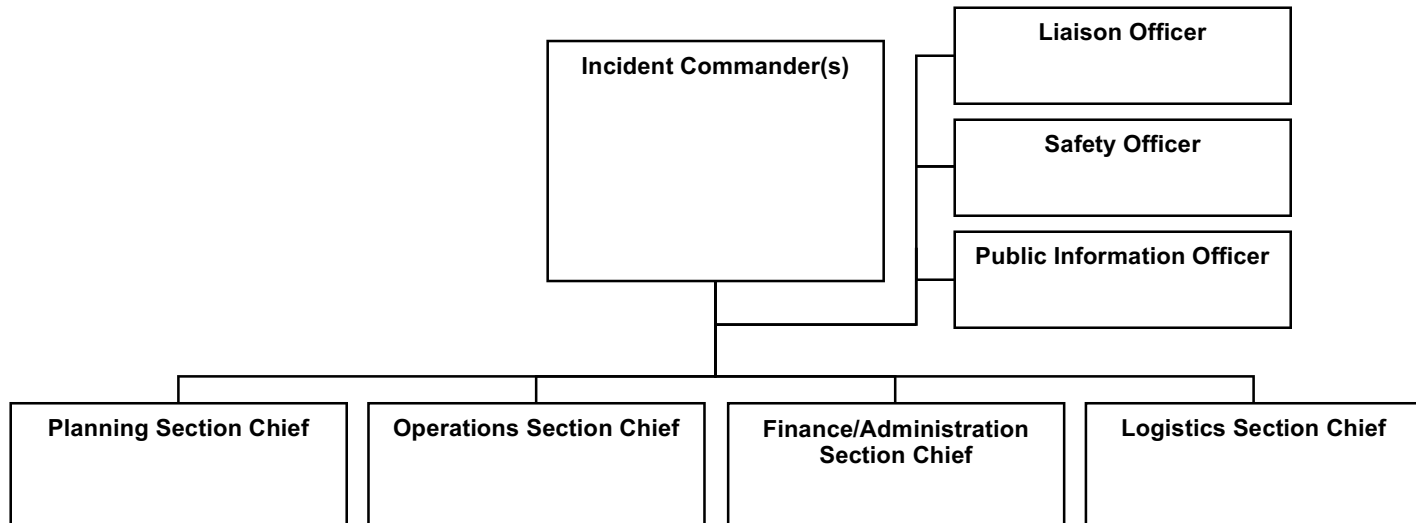 Liaison Officer
Incident Commander(s)
Safety Officer
Public Information Officer
Planning Section Chief
Operations Section Chief
Finance/Administration
Section Chief
Logistics Section Chief